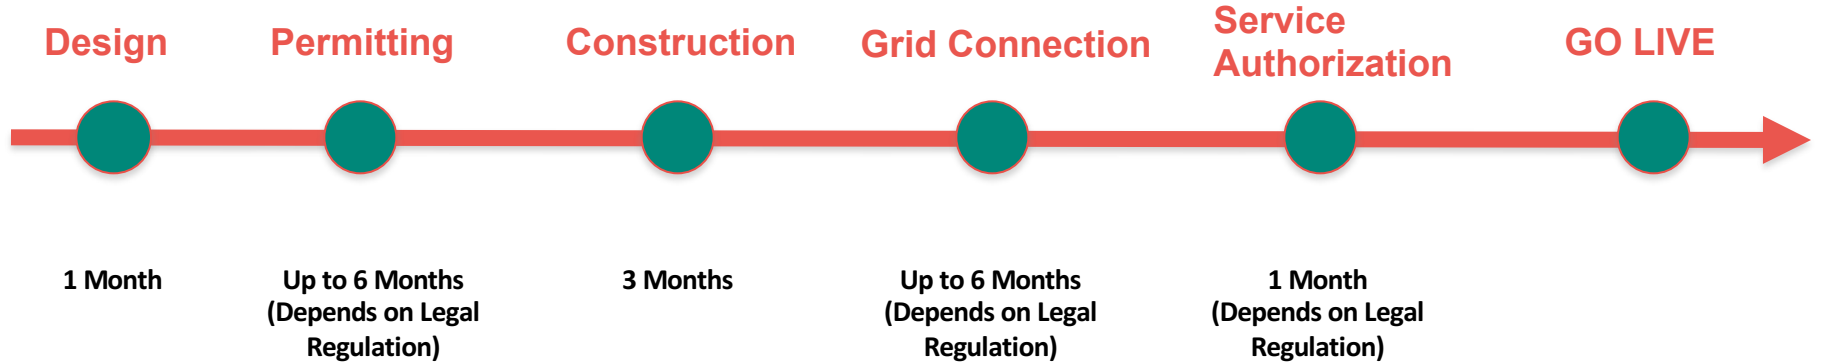 Design
Permitting
Construction
Grid Connection
Service
Authorization
GO LIVE
1 Month
Up to 6 Months
(Depends on Legal
Regulation)
3 Months
Up to 6 Months
(Depends on Legal
Regulation)
1 Month
(Depends on Legal
Regulation)